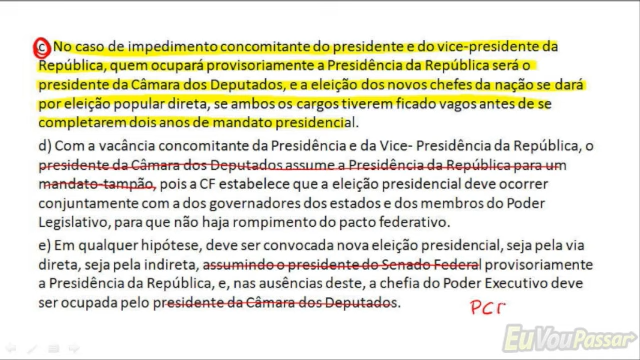 c) No caso de impedimento concomitante do presidente e do vice-presidente da
República, quem ocupará provisoriamente a Presidência da República será o
presidente da Câmara dos Deputados, e a eleição dos novos chefes da nação se dará
por eleição popular direta, se ambos os cargos tiverem ficado vagos antes de se
completarem dois anos de mandato presidencial.
d) Com a vacância concomitante da Presidência e da Vice- Presidência da República, o
presidente da Câmara dos Deputados assume a Presidência da República para um
mandato-tampão, pois a CF estabelece que a eleição presidencial deve ocorrer
conjuntamente com a dos governadores dos estados e dos membros do Poder
Legislativo, para que não haja rompimento do pacto federativo.
e) Em qualquer hipótese, deve ser convocada nova eleição presidencial, seja pela via
direta, seja pela indireta, assumindo o presidente do Senado Federal provisoriamente
a Presidência da República, e, nas ausências deste, a chefia do Poder Executivo deve
ser ocupada pelo presidente da Câmara dos Deputados.
EuVouPassar